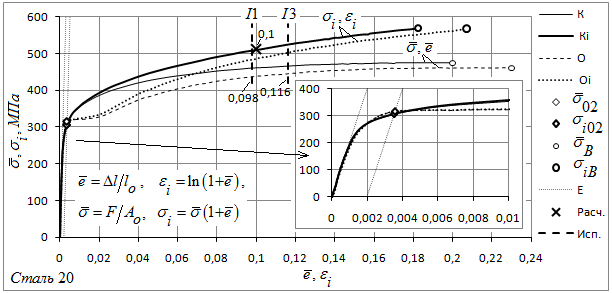 I1 I3
σᵢ, εᵢ
0,1
σ̅, e̅
0,098
0,116
σ̅, σᵢ, МПа
600
500
400
300
200
100
0
400
300
200
100
0
0 0,002 0,004 0,006 0,008 0,01
e̅ = Δl/lₒ , εᵢ = ln(1+e̅) ,
σ̅ = F/Aₒ , σᵢ = σ̅(1+e̅)
0 0,02 0,04 0,06 0,08 0,1 0,12 0,14 0,16 0,18 0,2 0,22 0,24
Сталь 20
e̅, εᵢ
К
Кі
О
Оі
σ̅02
σi02
σ̅B
σiB
E
Расч.
Исп.